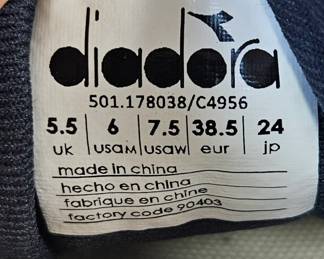 diadora
501.178038/C4956
5.5 6 7.5 38.5 24
uk usaM usaw eur jp
made in china
hecho en china
fabrique en chine
factory code 90403